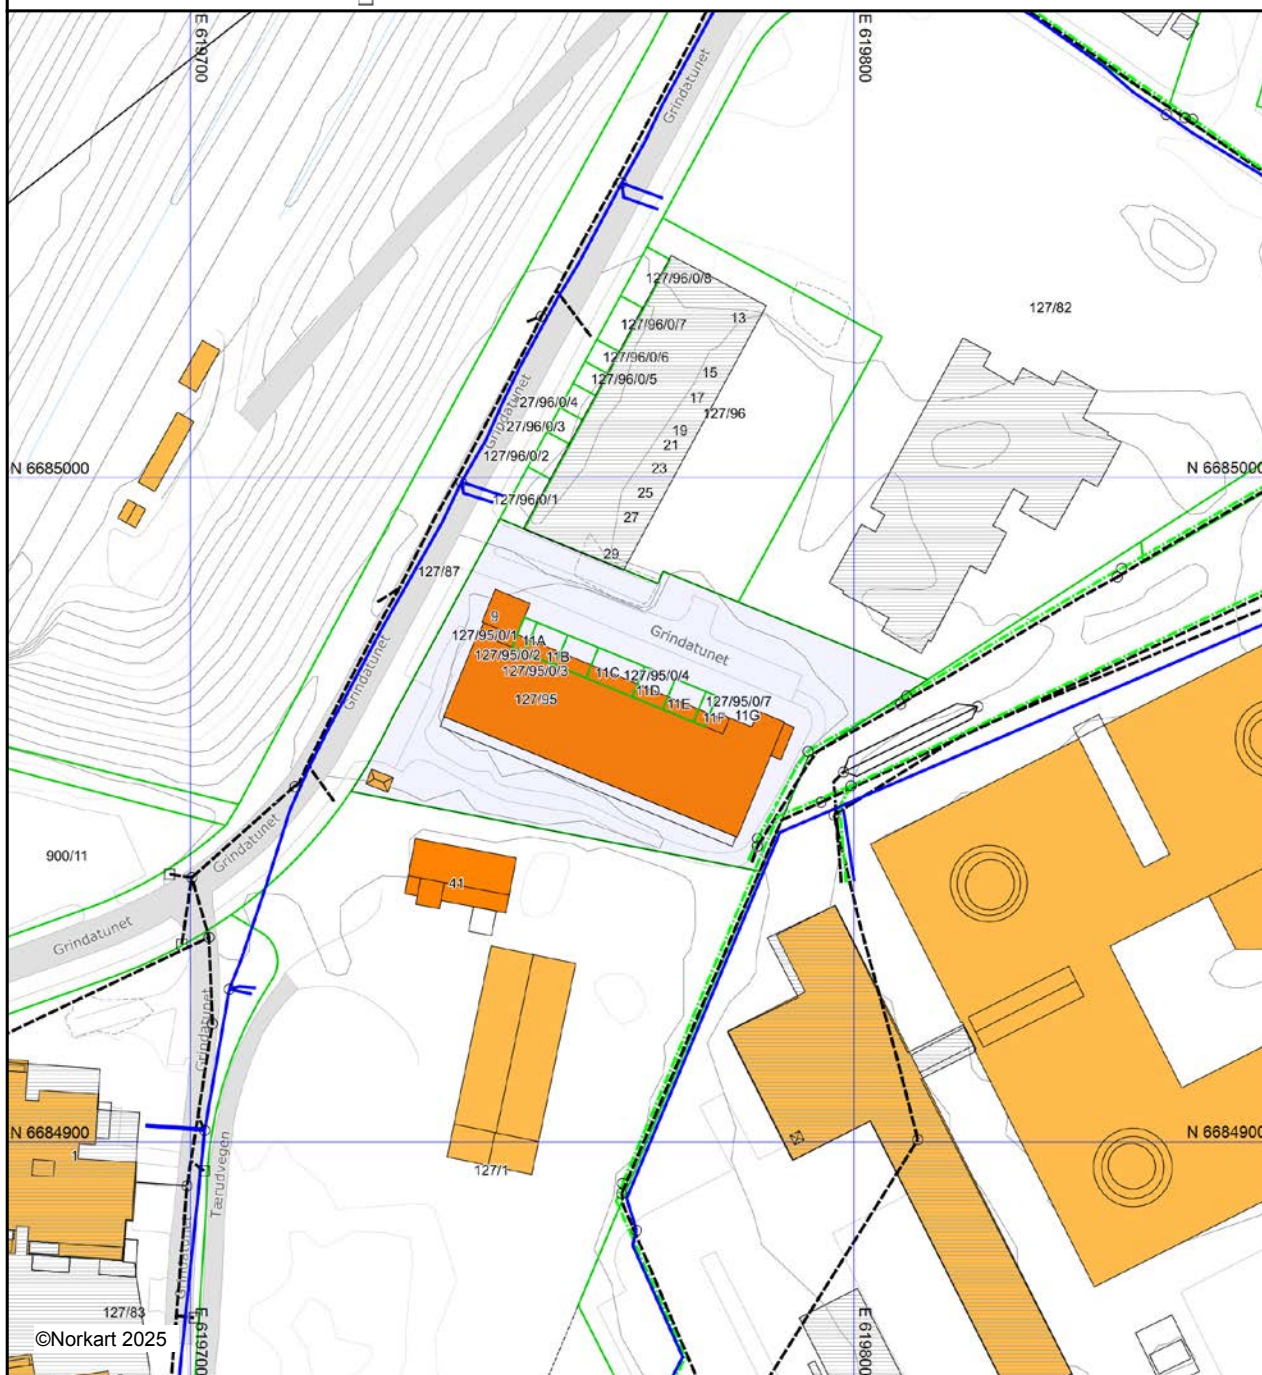 E 619700
E 619800
Grindatunet
127/96/0/8
127/82
13
127/96/0/7
127/96/0/6
15
127/96/0/5
17
27/96/0/4
127/96
Grindatunet
27/96/0/3
19
21
127/96/0/2
N 6685000
N 6685000
23
127/96/0/1
25
27
29
127/87
9
Grindatunet
127/95/0/1
11A
127/95/0/2
11B
Grindatunet
127/95/0/3
11C
127/95/0/4
11D
127/95
11E
127/95/0/7
11F
11G
Grindatunet
900/11
41
Grindatunet
Grindatunet
N 6684900
N 6684900
1
127/1
Tærudvegen
Grindatunet
127/83
E 619700
E 619800
©Norkart 2025